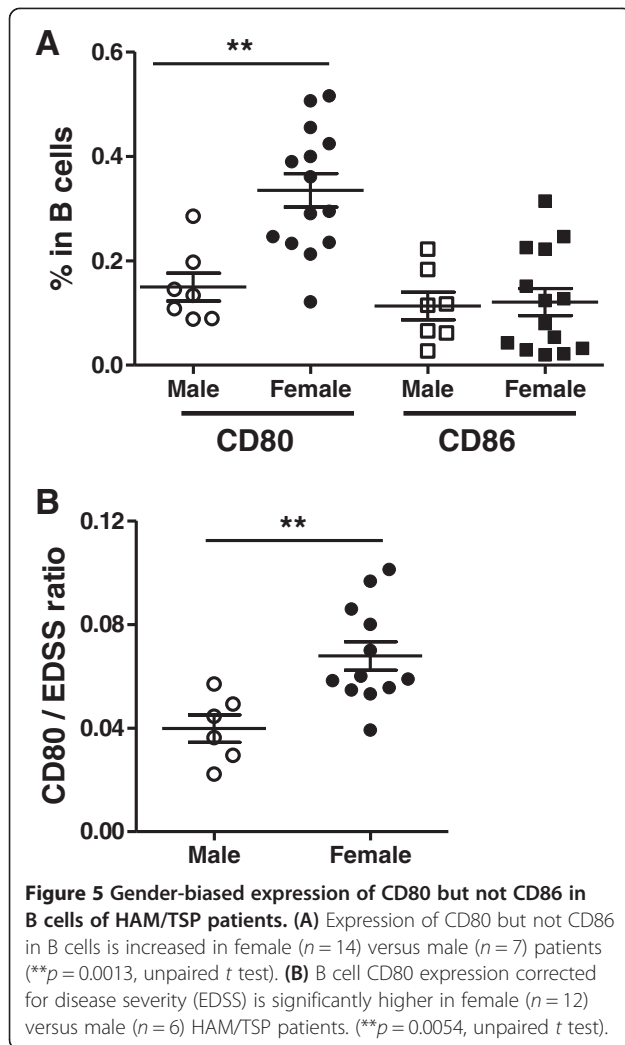 A
**
0.6
0.4
0.2
0.0
% in B cells
Male Female Male Female
CD80 CD86
B
**
0.12
0.08
0.04
0.00
CD80 / EDSS ratio
Male Female
Figure 5 Gender-biased expression of CD80 but not CD86 in
B cells of HAM/TSP patients. (A) Expression of CD80 but not CD86
in B cells is increased in female (n = 14) versus male (n = 7) patients
(**p = 0.0013, unpaired t test). (B) B cell CD80 expression corrected
for disease severity (EDSS) is significantly higher in female (n = 12)
versus male (n = 6) HAM/TSP patients. (**p = 0.0054, unpaired t test).